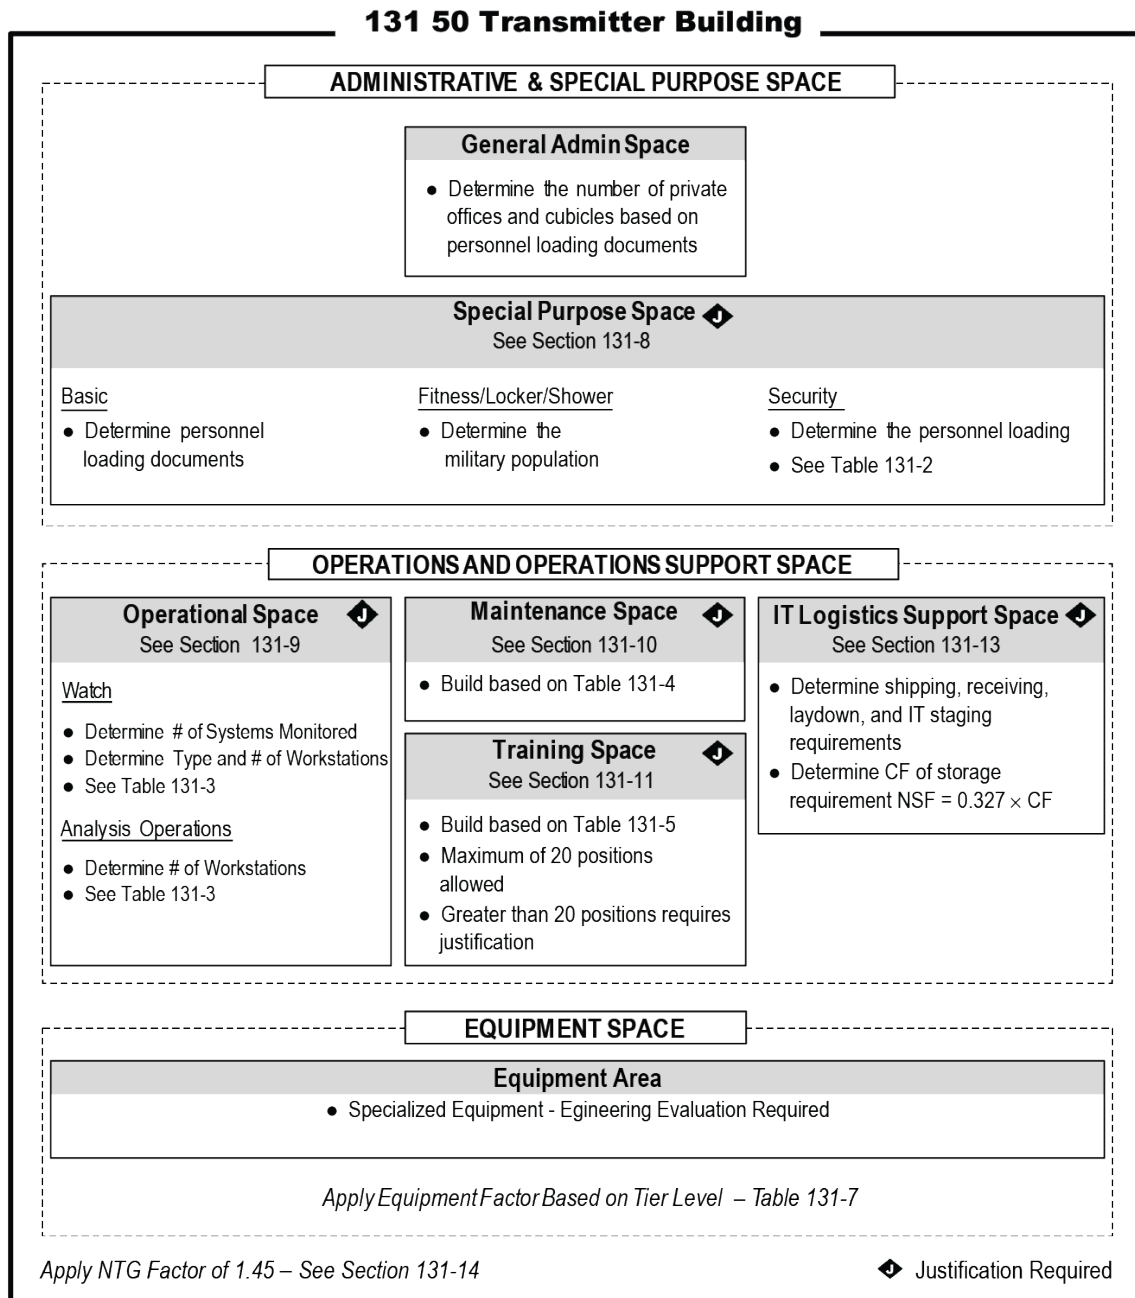 131 50 Transmitter Building
ADMINISTRATIVE & SPECIAL PURPOSE SPACE
General Admin Space
● Determine the number of private
offices and cubicles based on
personnel loading documents
Special Purpose Space J
See Section 131-8
Basic
● Determine personnel
loading documents
Fitness/Locker/Shower
● Determine the
military population
Security
● Determine the personnel loading
● See Table 131-2
OPERATIONS AND OPERATIONS SUPPORT SPACE
Operational Space J
See Section 131-9
Watch
● Determine # of Systems Monitored
● Determine Type and # of Workstations
● See Table 131-3
Analysis Operations
● Determine # of Workstations
● See Table 131-3
Maintenance Space J
See Section 131-10
● Build based on Table 131-4
Training Space J
See Section 131-11
● Build based on Table 131-5
● Maximum of 20 positions
allowed
● Greater than 20 positions requires
justification
IT Logistics Support Space J
See Section 131-13
● Determine shipping, receiving,
laydown, and IT staging
requirements
● Determine CF of storage
requirement NSF = 0.327 × CF
EQUIPMENT SPACE
Equipment Area
● Specialized Equipment - Egineering Evaluation Required
Apply Equipment Factor Based on Tier Level – Table 131-7
Apply NTG Factor of 1.45 – See Section 131-14
J Justification Required